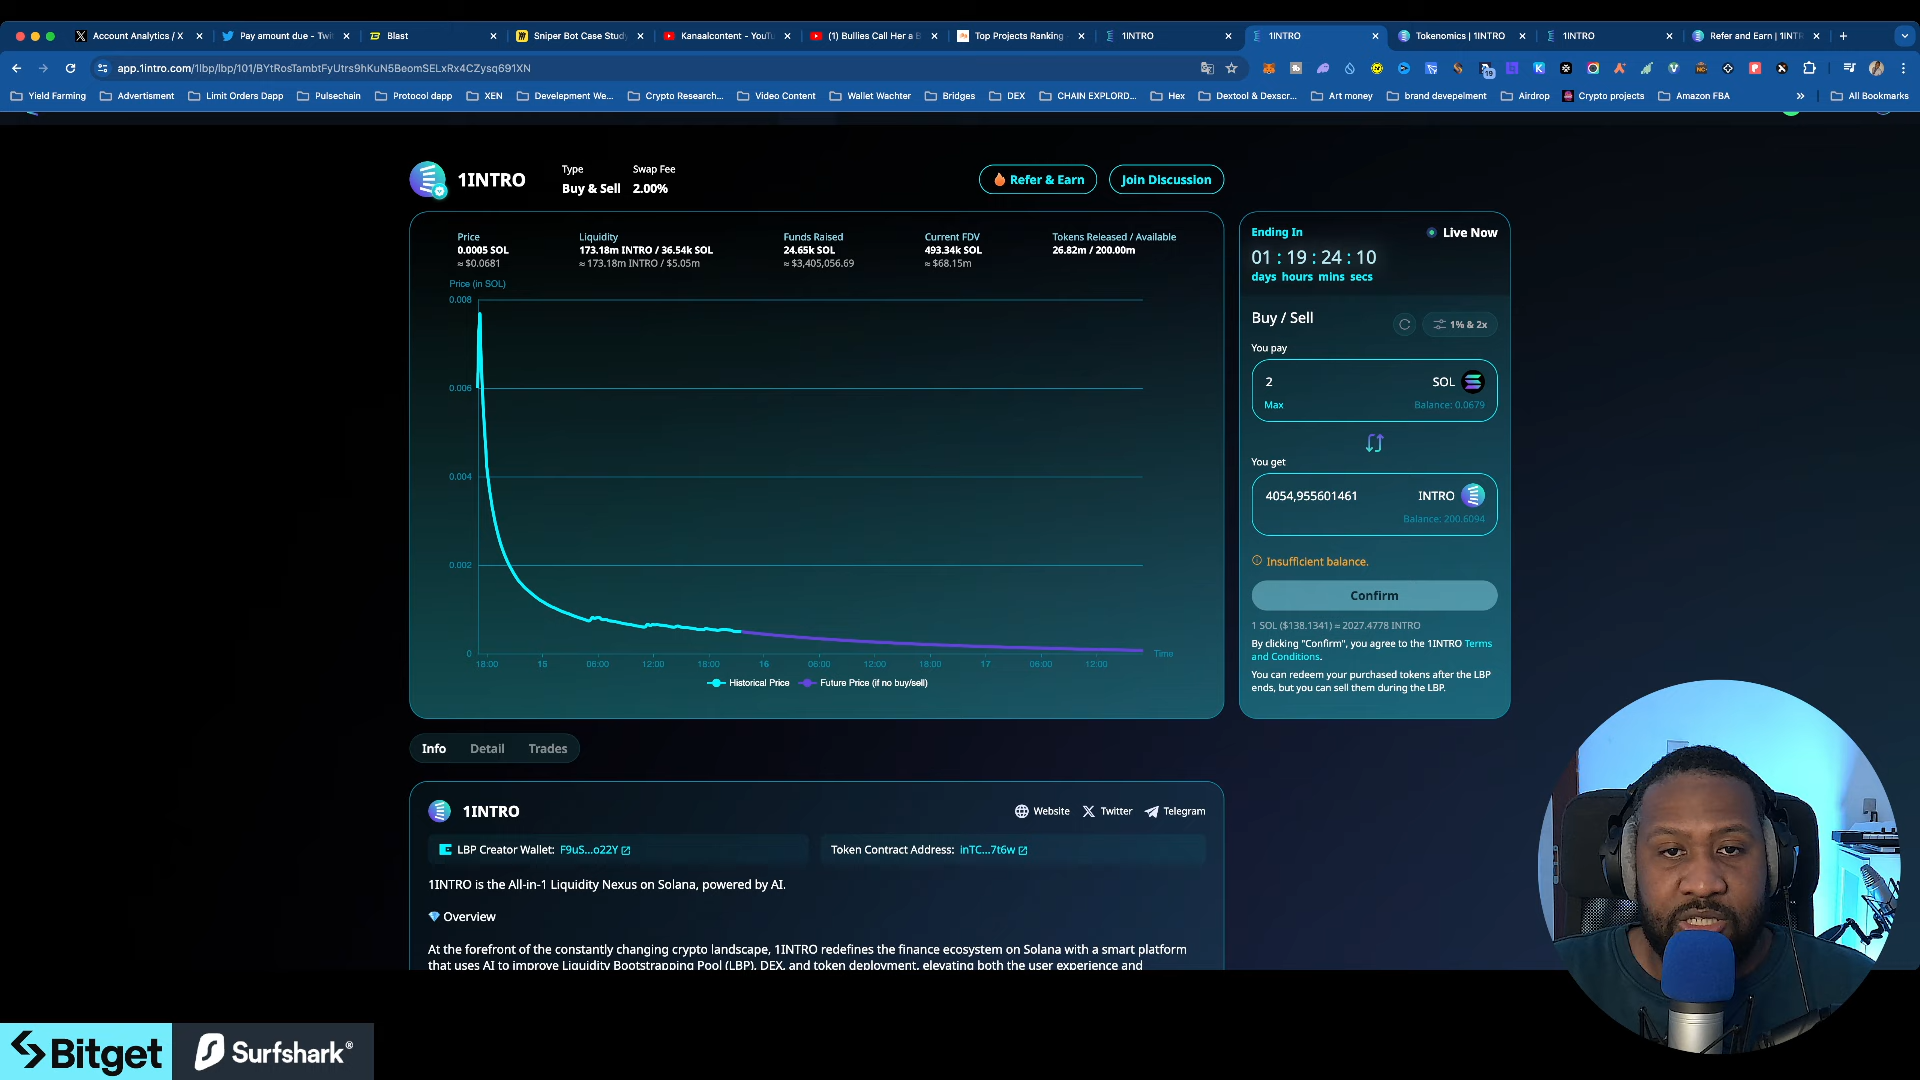 Account Analytics / X
Pay amount due - Twi
Blast
Sniper Bot Case Study
Kanaalcontent - YouTu
(1) Bullies Call Her a B
Top Projects Ranking
1INTRO
1INTRO
Tokenomics | 1INTRO
1INTRO
Refer and Earn | 1INTR
app.1intro.com/1lbp/lbp/101/BYtRosTambtFyUtrs9hKuN5BeomSELxRx4CZysq691XN
Yield Farming
Advertisment
Limit Orders Dapp
Pulsechain
Protocol dapp
XEN
Develepment We...
Crypto Research...
Video Content
Wallet Wachter
Bridges
DEX
CHAIN EXPLORD...
Hex
Dextool & Dexscr...
Art money
brand devepelment
Airdrop
Crypto projects
Amazon FBA
All Bookmarks
1INTRO
Type
Buy & Sell
Swap Fee
2.00%
Refer & Earn
Join Discussion
Price
0.0005 SOL
≈ $0.0681
Liquidity
173.18m INTRO / 36.54k SOL
≈ 173.18m INTRO / $5.05m
Funds Raised
24.65k SOL
≈ $3,405,056.69
Current FDV
493.34k SOL
≈ $68.15m
Tokens Released / Available
26.82m / 200.00m
Price (in SOL)
0.008
0.006
0.004
0.002
0
18:00 15 06:00 12:00 18:00 16 06:00 12:00 18:00 17 06:00 12:00 Time
Historical Price Future Price (if no buy/sell)
Ending In
Live Now
01 : 19 : 24 : 10
days hours mins secs
Buy / Sell
1% & 2x
You pay
2 SOL
Max Balance: 0.0679
You get
4054,955601461 INTRO
Balance: 200.6094
Insufficient balance.
Confirm
1 SOL ($138.1341) = 2027.4778 INTRO
By clicking "Confirm", you agree to the 1INTRO Terms
and Conditions.
You can redeem your purchased tokens after the LBP
ends, but you can sell them during the LBP.
Info Detail Trades
1INTRO
Website Twitter Telegram
LBP Creator Wallet: F9uS...o22Y
Token Contract Address: inTC...7t6w
1INTRO is the All-in-1 Liquidity Nexus on Solana, powered by AI.
Overview
At the forefront of the constantly changing crypto landscape, 1INTRO redefines the finance ecosystem on Solana with a smart platform
that uses AI to improve Liquidity Bootstrapping Pool (LBP), DEX, and token deployment, elevating both the user experience and
Bitget
Surfshark®